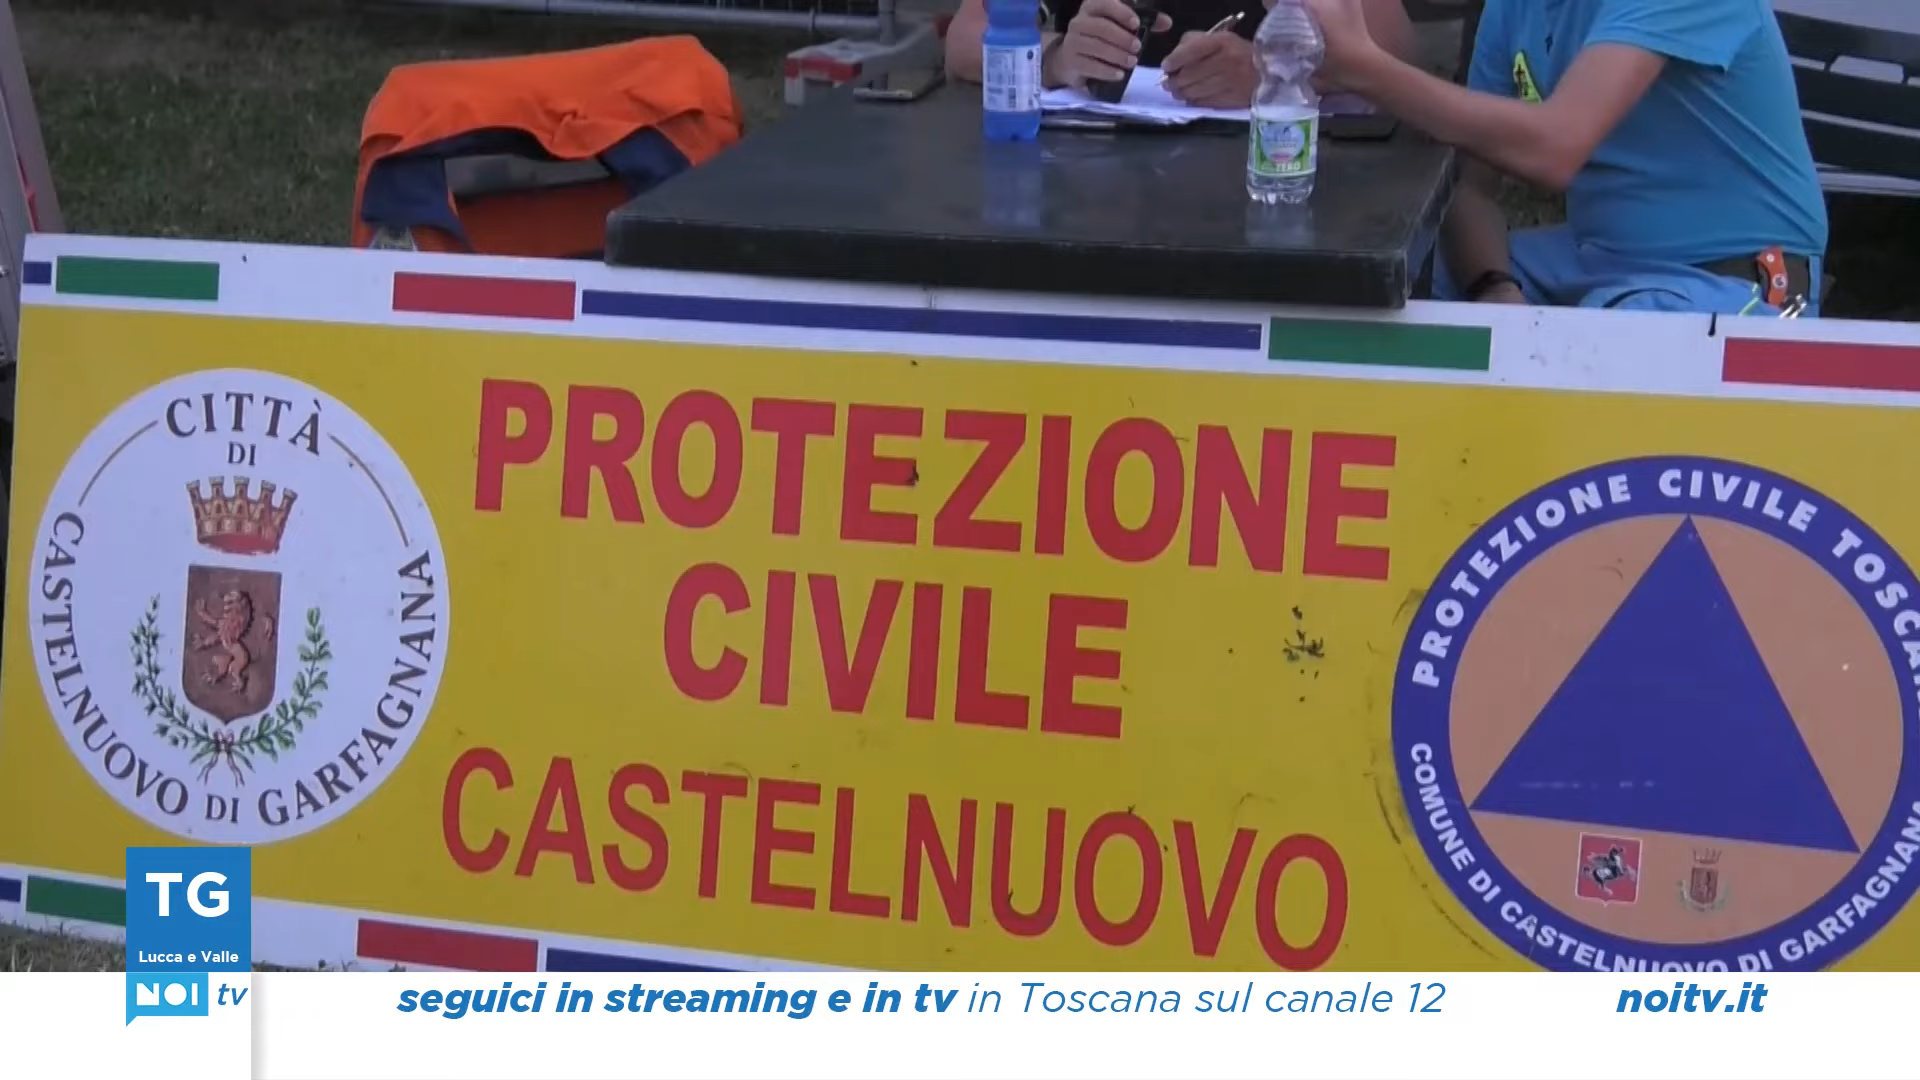 CITTÀ
DI
CASTELNUOVO DI GARFAGNANA
PROTEZIONE
CIVILE
CASTELNUOVO
PROTEZIONE CIVILE TOSCANA
COMUNE DI CASTELNUOVO DI GARFAGNANA
ZERO
TG
Lucca e Valle
NOI tv
seguici in streaming e in tv in Toscana sul canale 12
noitv.it